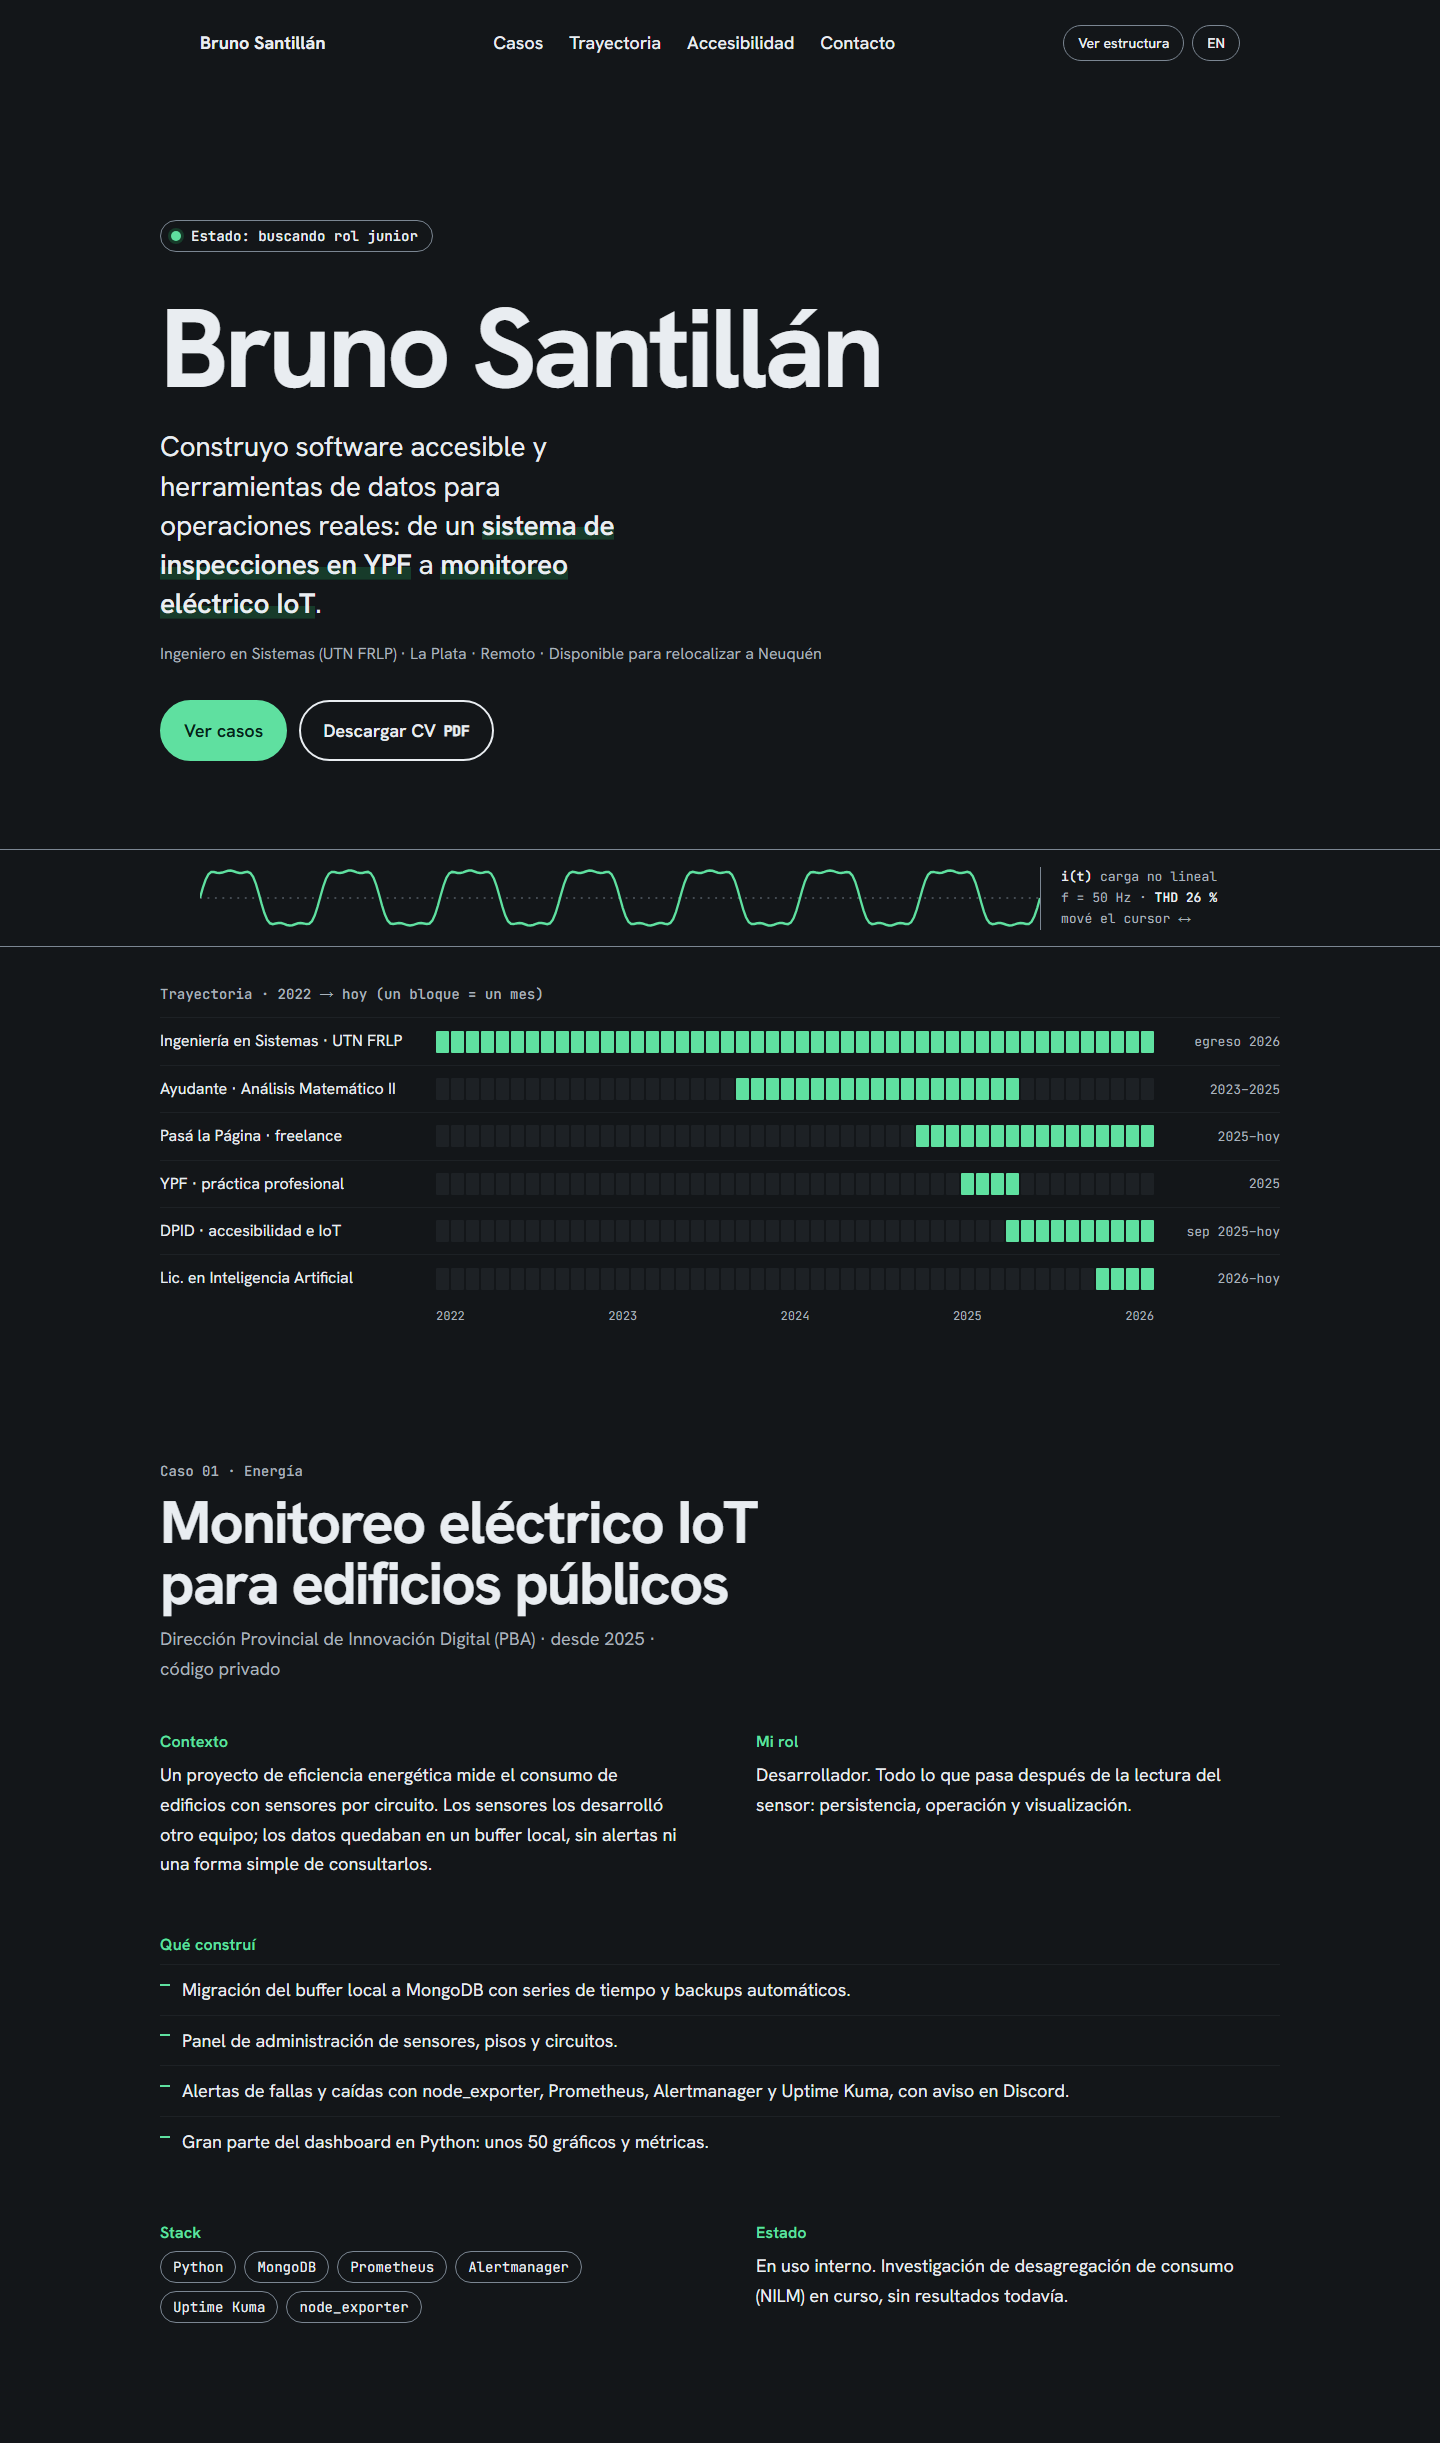 Bruno Santillán
Casos Trayectoria Accesibilidad Contacto
Ver estructura EN
Estado: buscando rol junior
Bruno Santillán
Construyo software accesible y
herramientas de datos para
operaciones reales: de un sistema de
inspecciones en YPF a monitoreo
eléctrico IoT.
Ingeniero en Sistemas (UTN FRLP) · La Plata · Remoto · Disponible para relocalizar a Neuquén
Ver casos
Descargar CV PDF
i(t) carga no lineal
f = 50 Hz · THD 26 %
mové el cursor ↔
Trayectoria · 2022 → hoy (un bloque = un mes)
Ingeniería en Sistemas · UTN FRLP egreso 2026
Ayudante · Análisis Matemático II 2023–2025
Pasá la Página · freelance 2025–hoy
YPF · práctica profesional 2025
DPID · accesibilidad e IoT sep 2025–hoy
Lic. en Inteligencia Artificial 2026–hoy
2022 2023 2024 2025 2026
Caso 01 · Energía
Monitoreo eléctrico IoT
para edificios públicos
Dirección Provincial de Innovación Digital (PBA) · desde 2025 ·
código privado
Contexto
Un proyecto de eficiencia energética mide el consumo de
edificios con sensores por circuito. Los sensores los desarrolló
otro equipo; los datos quedaban en un buffer local, sin alertas ni
una forma simple de consultarlos.
Mi rol
Desarrollador. Todo lo que pasa después de la lectura del
sensor: persistencia, operación y visualización.
Qué construí
Migración del buffer local a MongoDB con series de tiempo y backups automáticos.
Panel de administración de sensores, pisos y circuitos.
Alertas de fallas y caídas con node_exporter, Prometheus, Alertmanager y Uptime Kuma, con aviso en Discord.
Gran parte del dashboard en Python: unos 50 gráficos y métricas.
Stack
Python MongoDB Prometheus Alertmanager
Uptime Kuma node_exporter
Estado
En uso interno. Investigación de desagregación de consumo
(NILM) en curso, sin resultados todavía.